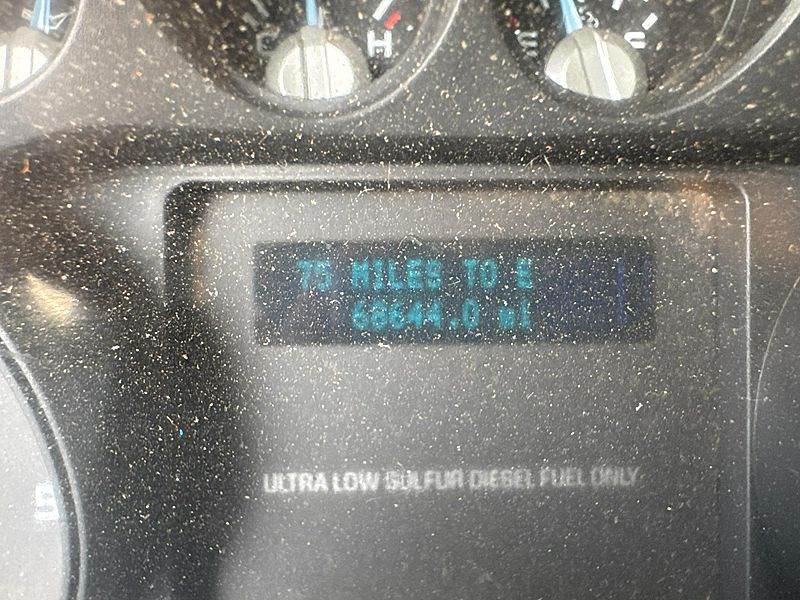 C H
E F
75 MILES TO E
68644.0 mi
ULTRA LOW SULFUR DIESEL FUEL ONLY
S